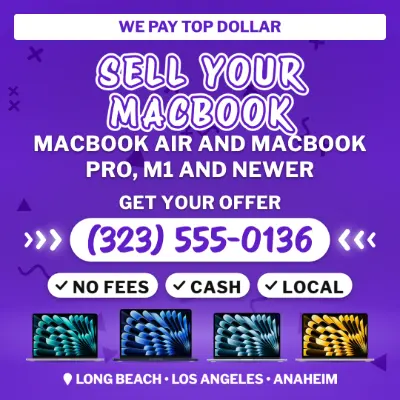 WE PAY TOP DOLLAR
SELL YOUR
MACBOOK
MACBOOK AIR AND MACBOOK
PRO, M1 AND NEWER
GET YOUR OFFER
(323) 555-0136
✓ NO FEES ✓ CASH ✓ LOCAL
LONG BEACH • LOS ANGELES • ANAHEIM